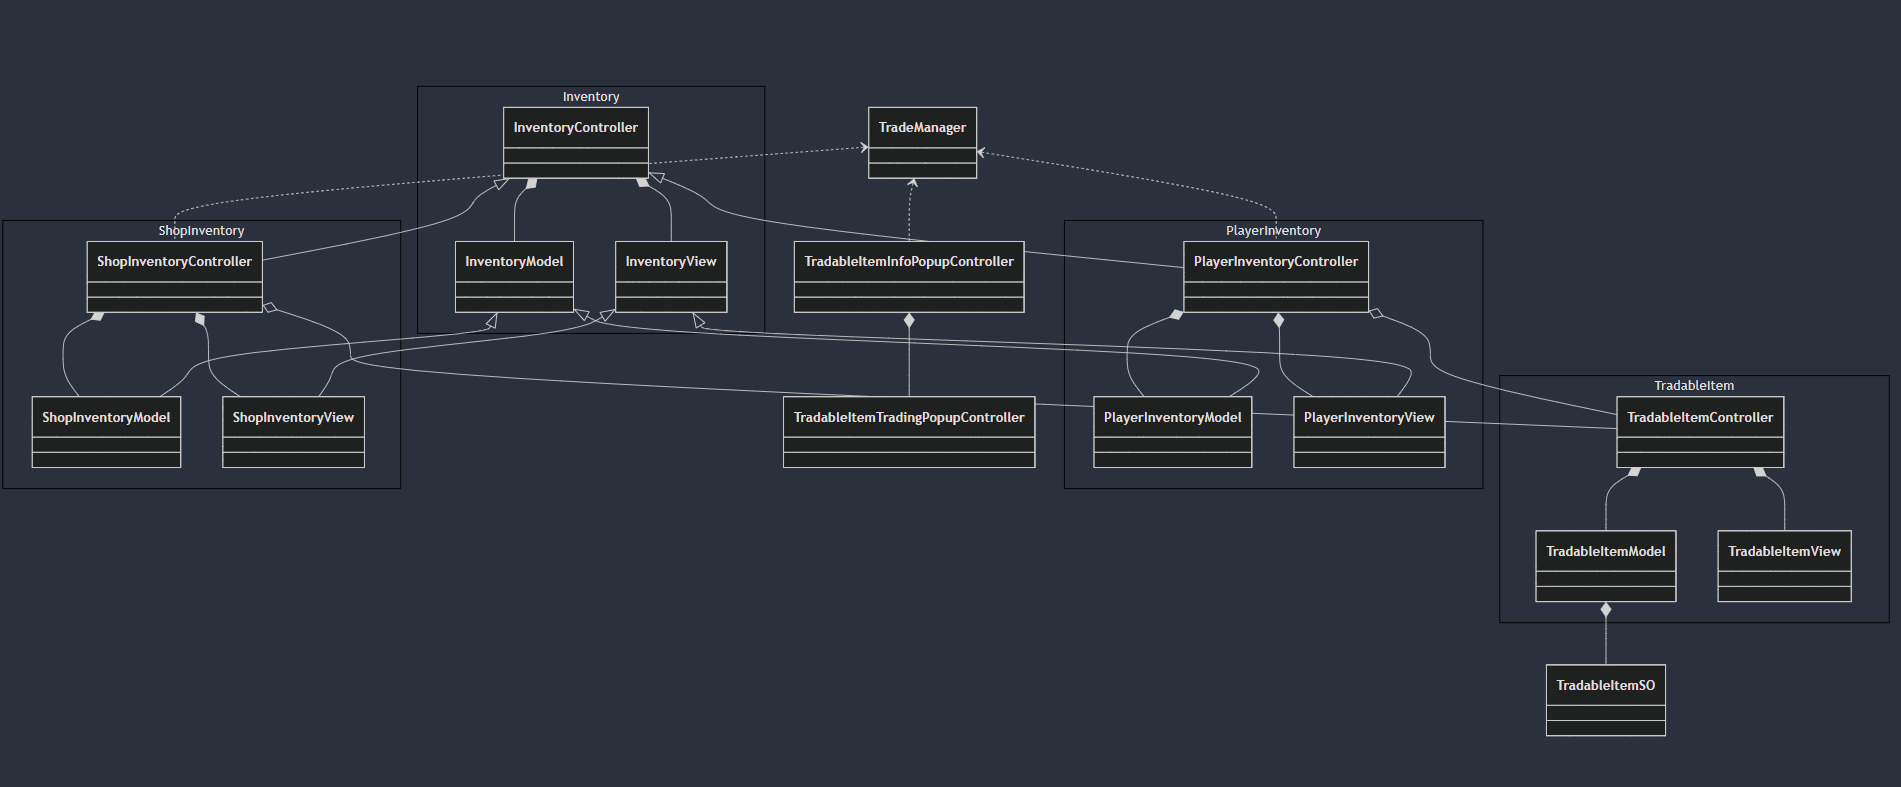 Inventory
InventoryController
TradeManager
ShopInventory
PlayerInventory
ShopInventoryController
InventoryModel
InventoryView
TradableItemInfoPopupController
PlayerInventoryController
TradableItem
ShopInventoryModel
ShopInventoryView
TradableItemTradingPopupController
PlayerInventoryModel
PlayerInventoryView
TradableItemController
TradableItemModel
TradableItemView
TradableItemSO